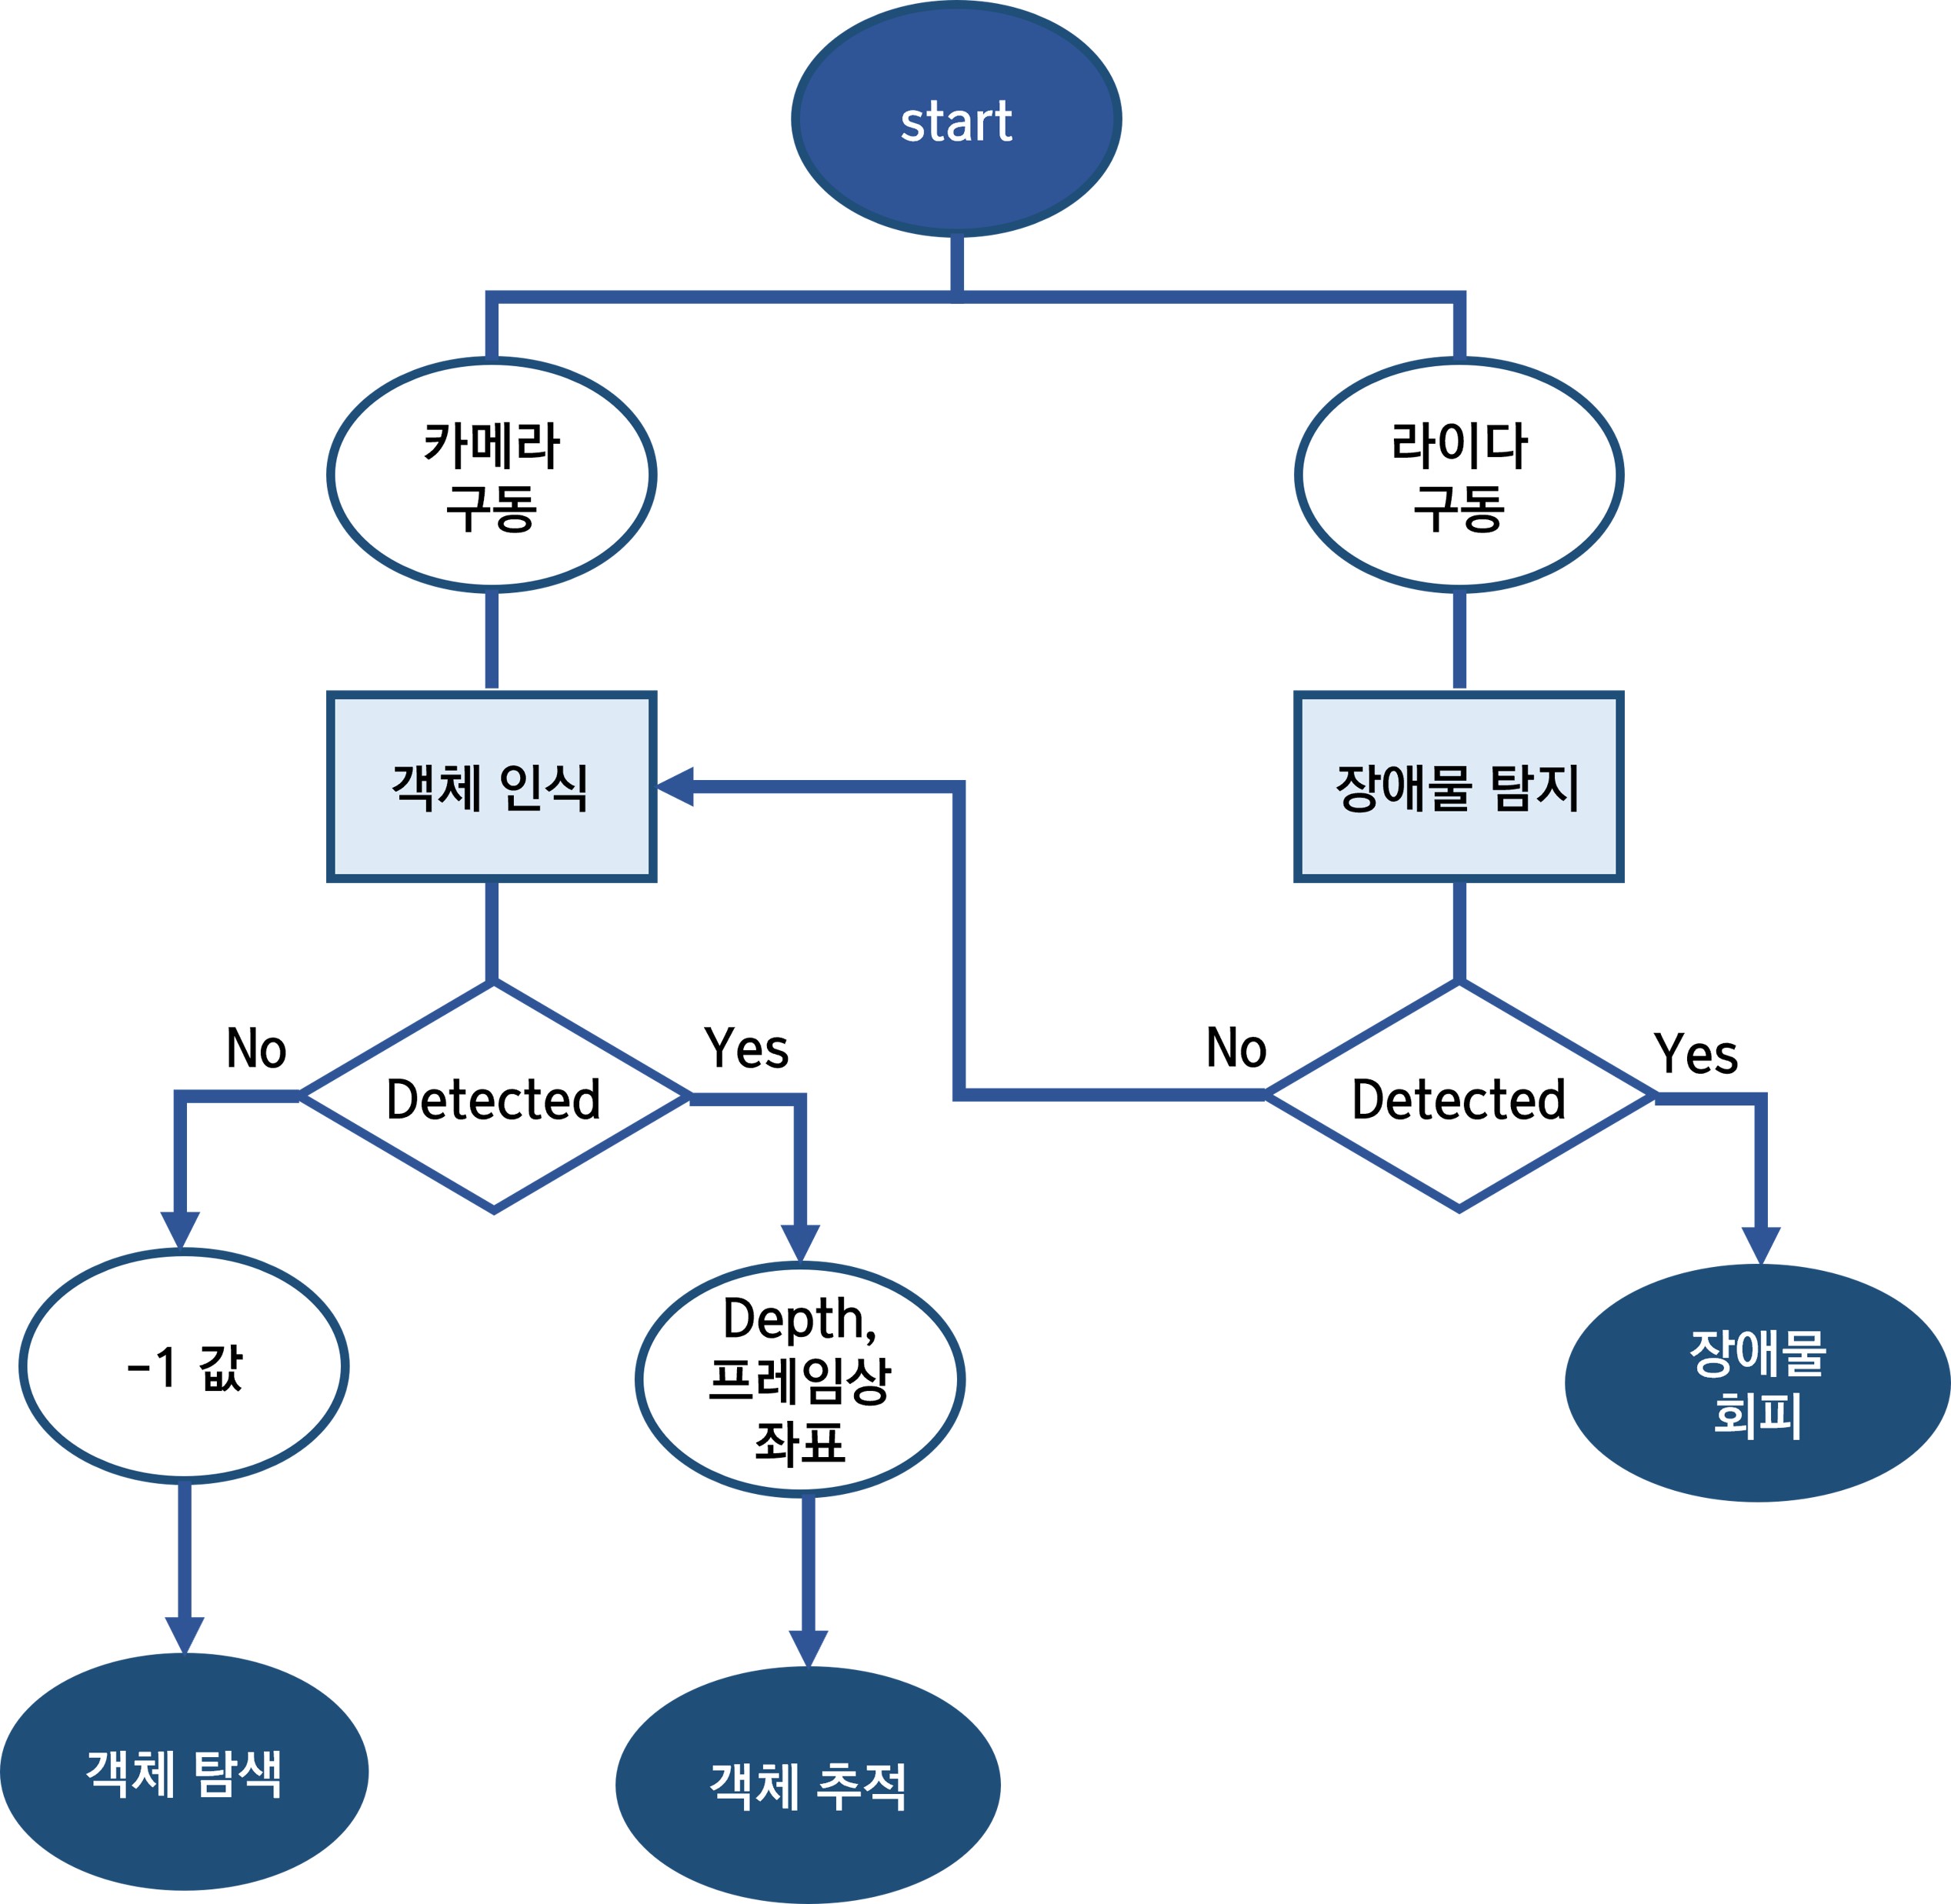 start
카메라
구동
라이다
구동
객체 인식
장애물 탐지
No
Yes
No
Yes
Detected
Detected
-1 값
Depth,
프레임상
좌표
장애물
회피
객체 탐색
객체 추적